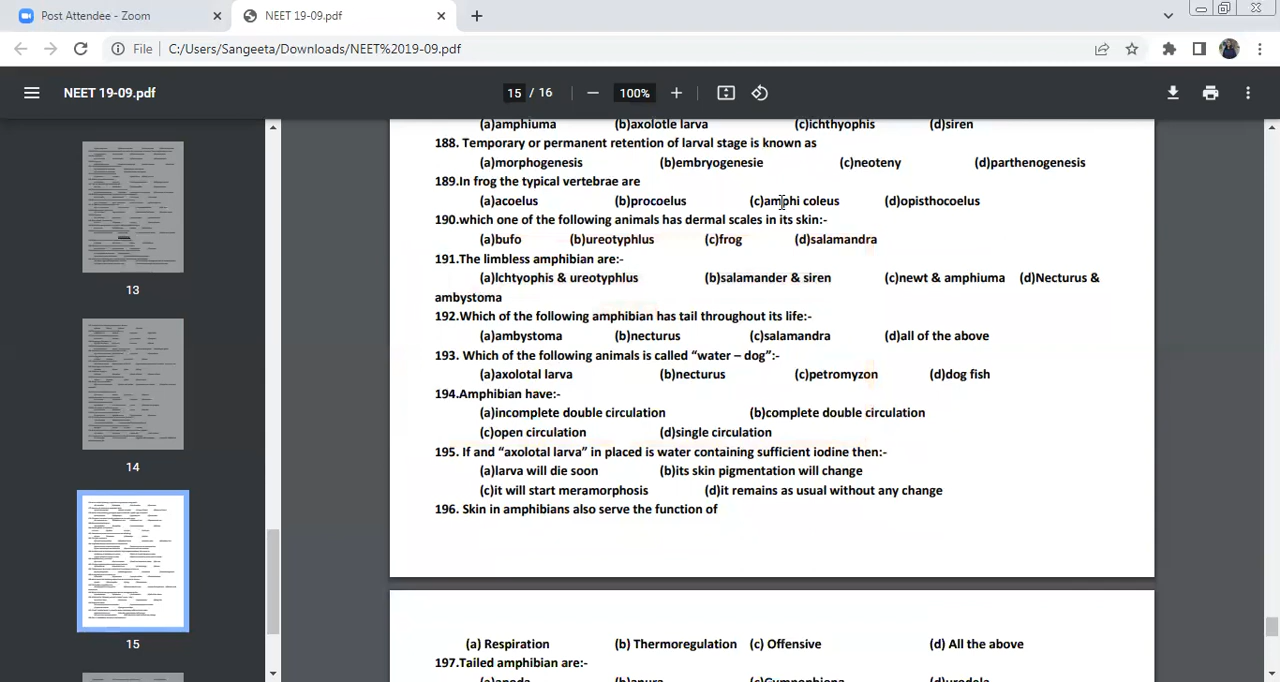 Post Attendee - Zoom
NEET 19-09.pdf
File
C:/Users/Sangeeta/Downloads/NEET%2019-09.pdf
NEET 19-09.pdf
15 / 16
100%
13
14
15
(a)amphiuma (b)axolotle larva (c)ichthyophis (d)siren
188. Temporary or permanent retention of larval stage is known as
(a)morphogenesis (b)embryogenesie (c)neoteny (d)parthenogenesis
189.In frog the typical vertebrae are
(a)acoelus (b)procoelus (c)amphi coleus (d)opisthocoelus
190.which one of the following animals has dermal scales in its skin:-
(a)bufo (b)ureotyphlus (c)frog (d)salamandra
191.The limbless amphibian are:-
(a)Ichtyophis & ureotyphlus (b)salamander & siren (c)newt & amphiuma (d)Necturus &
ambystoma
192.Which of the following amphibian has tail throughout its life:-
(a)ambystoma (b)necturus (c)salamandra (d)all of the above
193. Which of the following animals is called “water – dog”:-
(a)axolotal larva (b)necturus (c)petromyzon (d)dog fish
194.Amphibian have:-
(a)incomplete double circulation (b)complete double circulation
(c)open circulation (d)single circulation
195. If and “axolotal larva” in placed is water containing sufficient iodine then:-
(a)larva will die soon (b)its skin pigmentation will change
(c)it will start meramorphosis (d)it remains as usual without any change
196. Skin in amphibians also serve the function of
(a) Respiration (b) Thermoregulation (c) Offensive (d) All the above
197.Tailed amphibian are:-
(a)apoda (b)anura (c)Gymnophiona (d)urodela